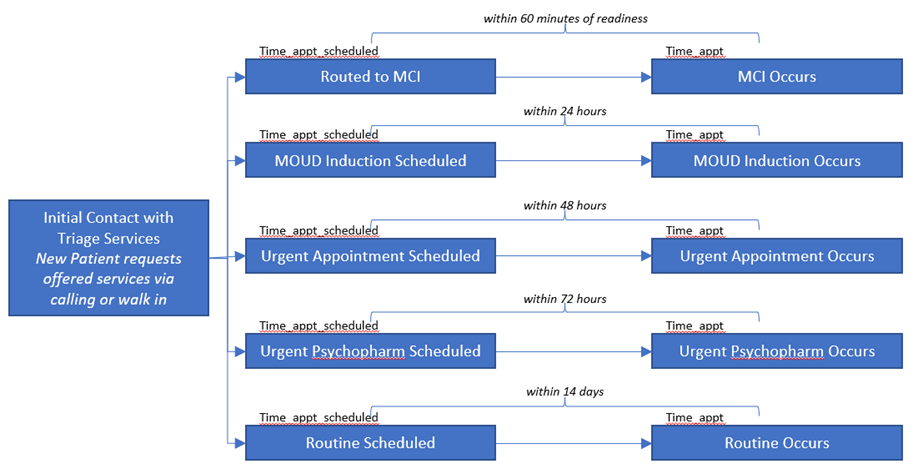 within 60 minutes of readiness
Time_appt_scheduled
Time_appt
Routed to MCI
MCI Occurs
within 24 hours
Time_appt_scheduled
Time_appt
MOUD Induction Scheduled
MOUD Induction Occurs
Initial Contact with
Triage Services
New Patient requests
offered services via
calling or walk in
within 48 hours
Time_appt_scheduled
Time_appt
Urgent Appointment Scheduled
Urgent Appointment Occurs
within 72 hours
Time_appt_scheduled
Time_appt
Urgent Psychopharm Scheduled
Urgent Psychopharm Occurs
within 14 days
Time_appt_scheduled
Time_appt
Routine Scheduled
Routine Occurs